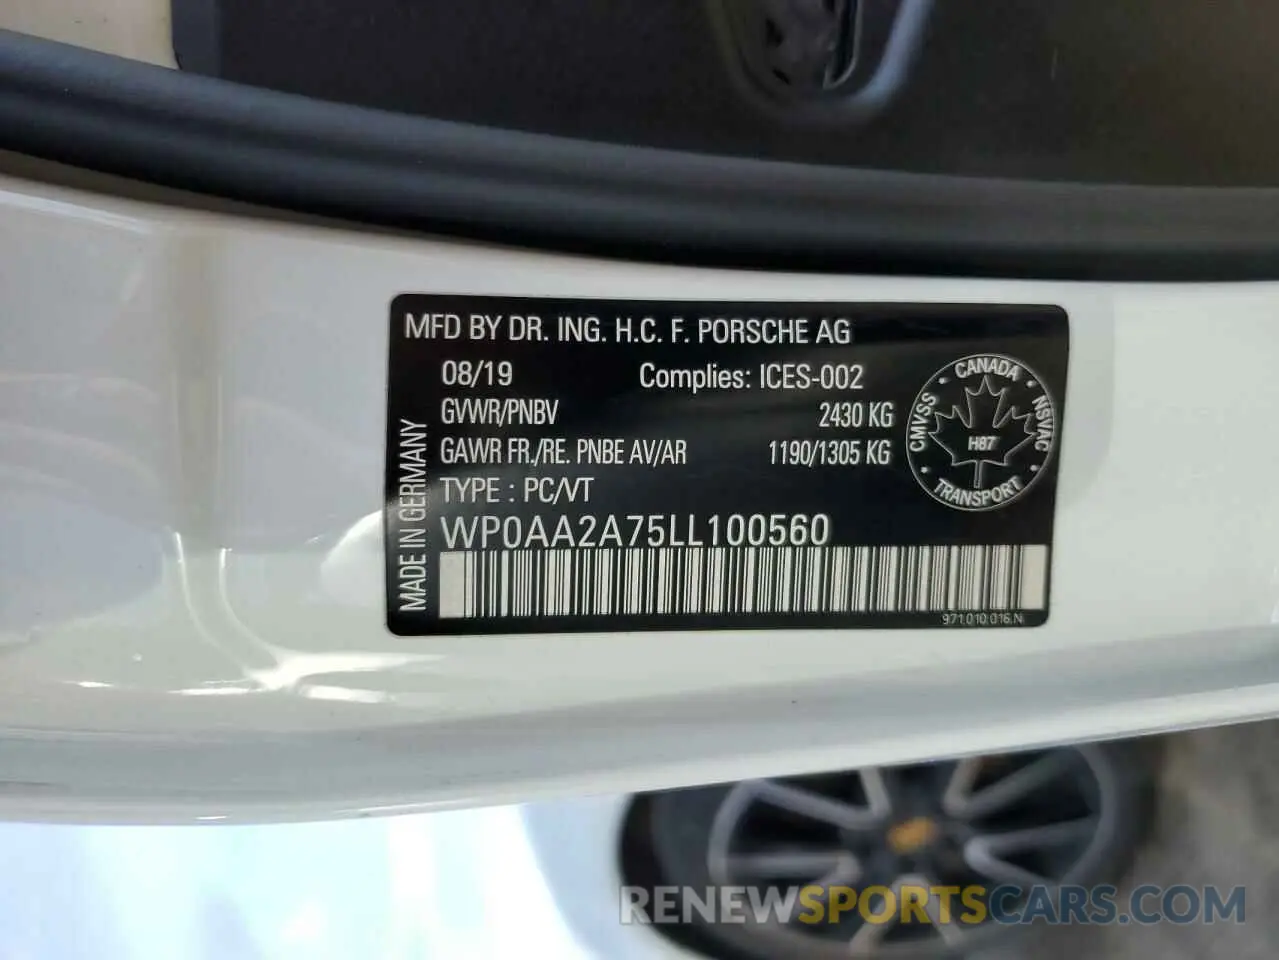 MFD BY DR. ING. H.C. F. PORSCHE AG
08/19 Complies: ICES-002
GVWR/PNBV 2430 KG
GAWR FR./RE. PNBE AV/AR 1190/1305 KG
TYPE : PC/VT
WP0AA2A75LL100560
MADE IN GERMANY
CANADA
CMVSS
NSVAC
H87
TRANSPORT
971.010.016.N
RENEWSPORTSCARS.COM